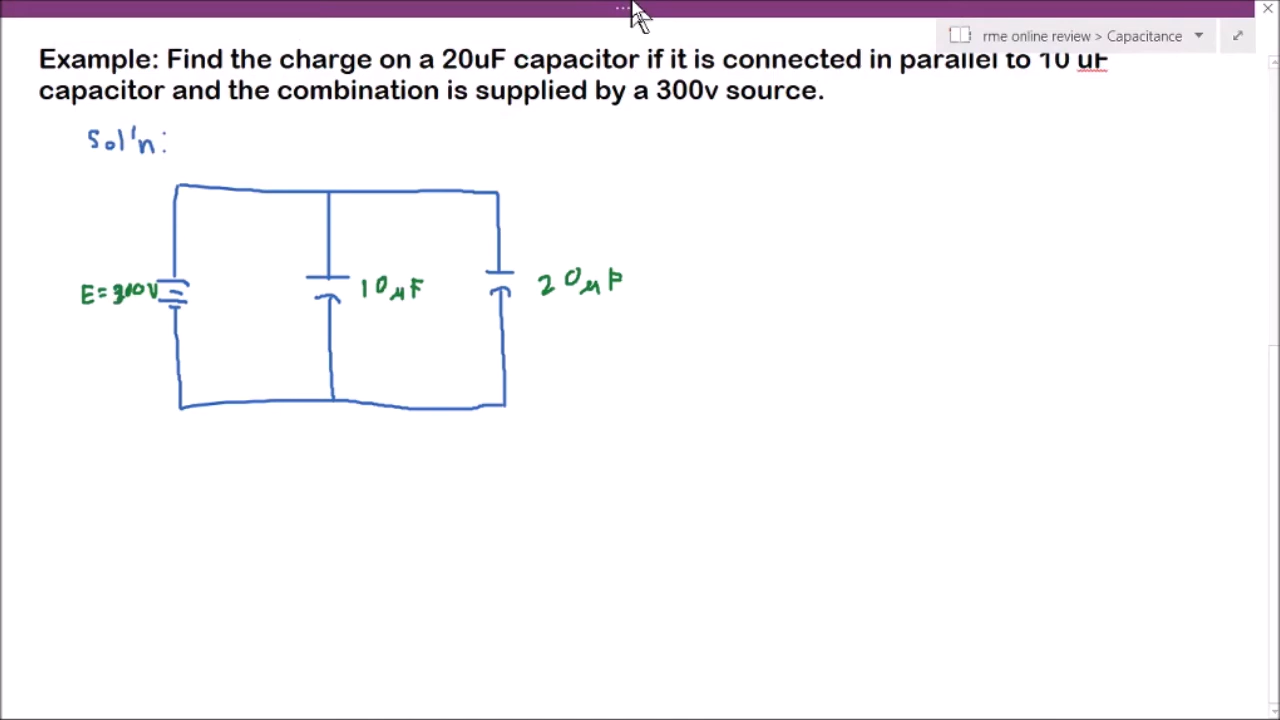 rme online review > Capacitance
Example: Find the charge on a 20uF capacitor if it is connected in parallel to 10 uF
capacitor and the combination is supplied by a 300v source.
Sol'n:
E=300V
10μF
20μF